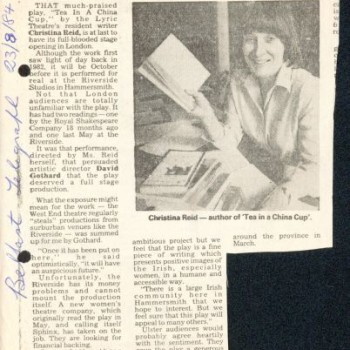 Belfast Telegraph 23/8/84
THAT much-praised
play, "Tea In A China
Cup," by the Lyric
Theatre's resident writer
Christina Reid, is at last to
have its full-blooded stage
opening in London.
Although the work first
saw light of day back in
1982, it will be October
before it is performed for
real at the Riverside
Studios in Hammersmith.
Not that London
audiences are totally
unfamiliar with the play. It
has had two readings — one
by the Royal Shakespeare
Company 18 months ago
and one last May at the
Riverside.
It was that performance,
directed by Ms. Reid
herself, that persuaded
artistic director David
Gothard that the play
deserved a full stage
production.
What the exposure might
mean for the work — the
West End theatre regularly
"steals" productions from
suburban venues like the
Riverside — was summed
up for me by Gothard.
"Once it has been put on
here," he said
optimistically, "it will have
an auspicious future."
Unfortunately, the
Riverside has its money
problems and cannot
mount the production
itself. A new women's
theatre company, which
originally read the play in
May, and calling itself
Sphinx, has taken on the
job. They are looking for
financial backing.
Christina Reid — author of 'Tea in a China Cup'.
ambitious project but we
feel that the play is a fine
piece of writing which
presents positive images of
the Irish, especially
women, in a humane and
accessible way.
"There is a large Irish
community here in
Hammersmith that we
hope to interest. But we
feel sure that this play will
appeal to many others."
Ulster audiences would
probably agree heartily
with the sentiment. They
around the province in
March.